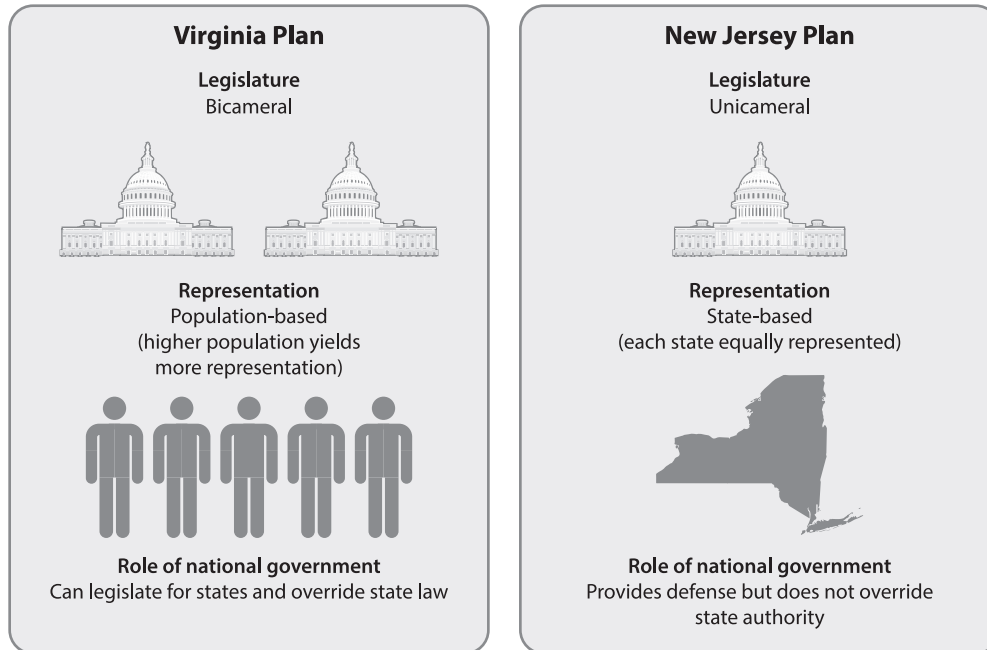 Virginia Plan
Legislature
Bicameral
Representation
Population-based
(higher population yields
more representation)
Role of national government
Can legislate for states and override state law
New Jersey Plan
Legislature
Unicameral
Representation
State-based
(each state equally represented)
Role of national government
Provides defense but does not override
state authority